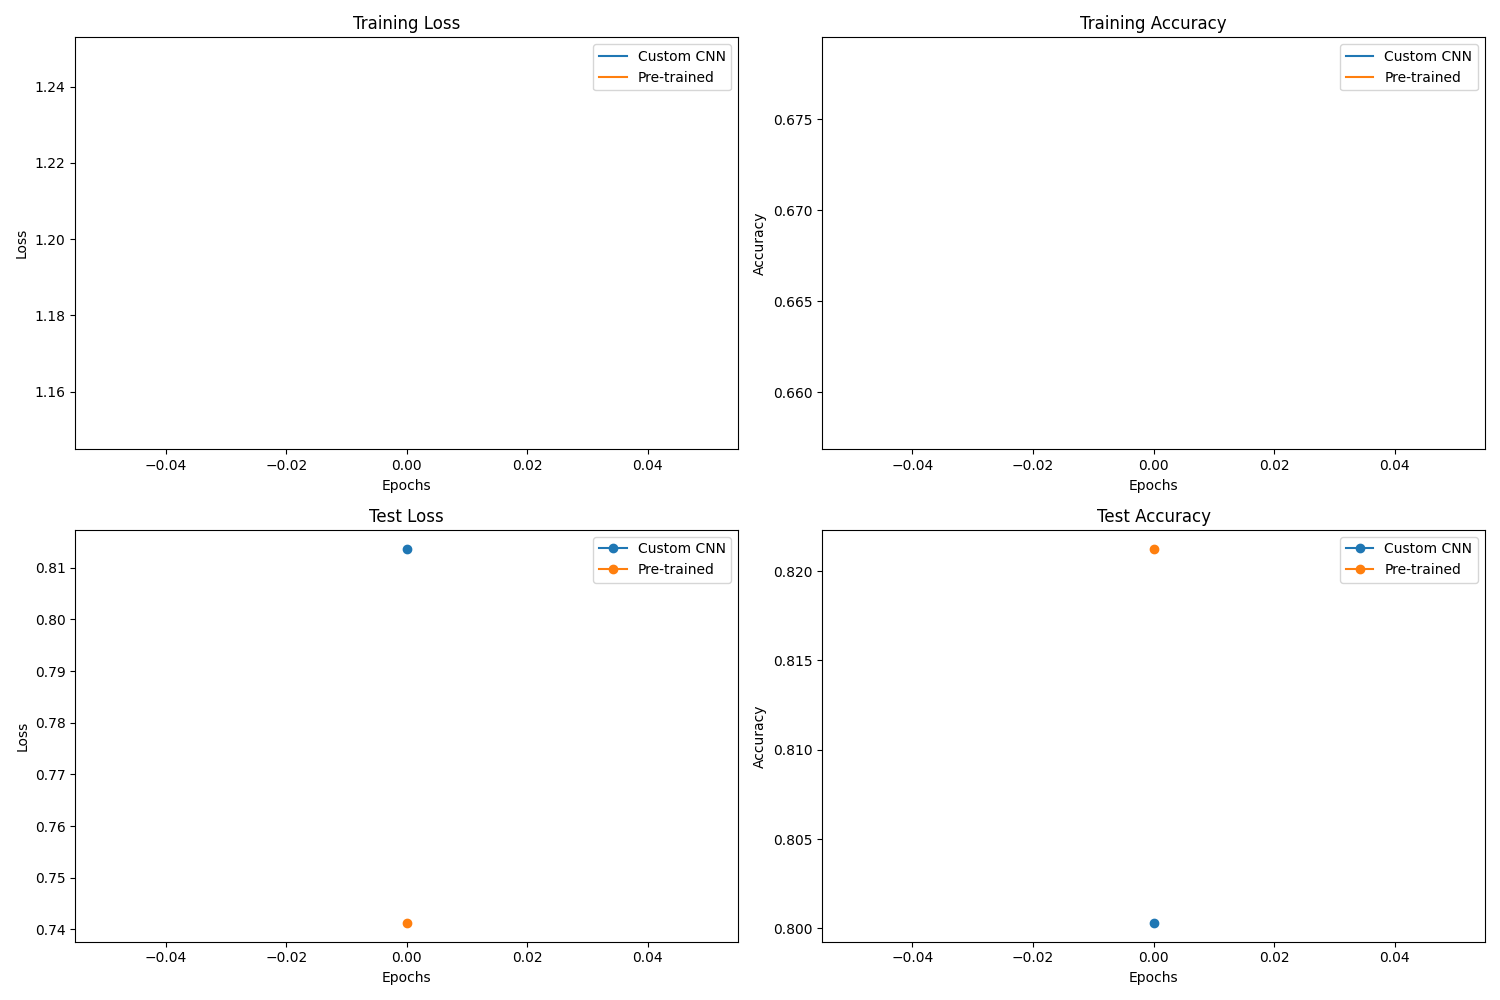 Training Loss
Custom CNN
Pre-trained
1.24
1.22
1.20
1.18
1.16
Loss
−0.04 −0.02 0.00 0.02 0.04
Epochs
Training Accuracy
Custom CNN
Pre-trained
0.675
0.670
0.665
0.660
Accuracy
−0.04 −0.02 0.00 0.02 0.04
Epochs
Test Loss
Custom CNN
Pre-trained
0.81
0.80
0.79
0.78
0.77
0.76
0.75
0.74
Loss
−0.04 −0.02 0.00 0.02 0.04
Epochs
Test Accuracy
Custom CNN
Pre-trained
0.820
0.815
0.810
0.805
0.800
Accuracy
−0.04 −0.02 0.00 0.02 0.04
Epochs